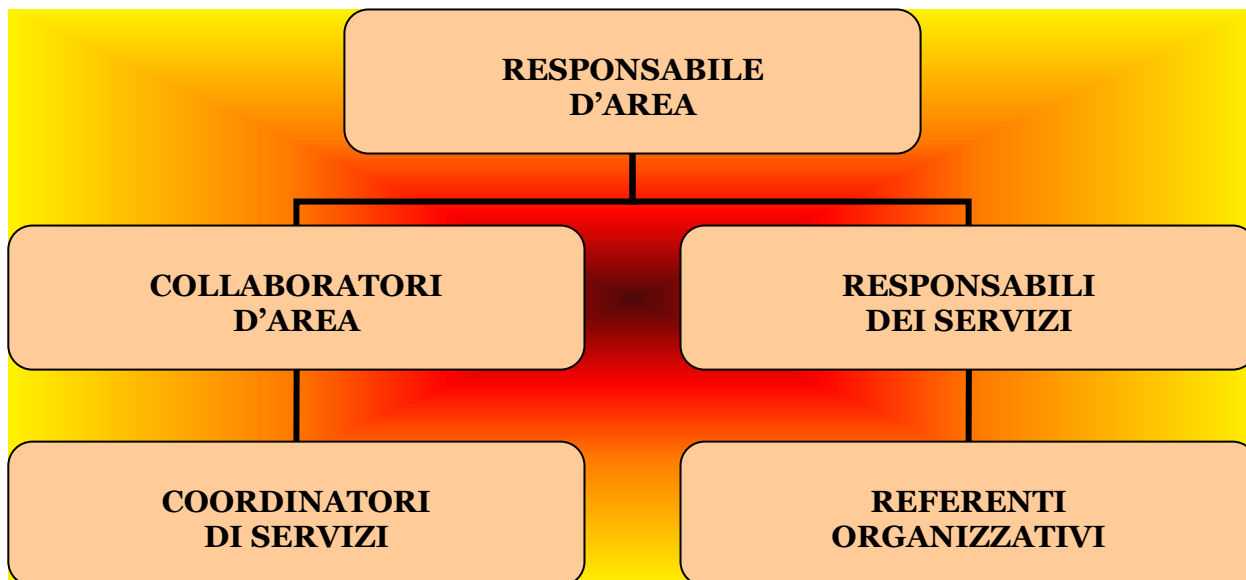 RESPONSABILE
D’AREA
COLLABORATORI
D’AREA
RESPONSABILI
DEI SERVIZI
COORDINATORI
DI SERVIZI
REFERENTI
ORGANIZZATIVI